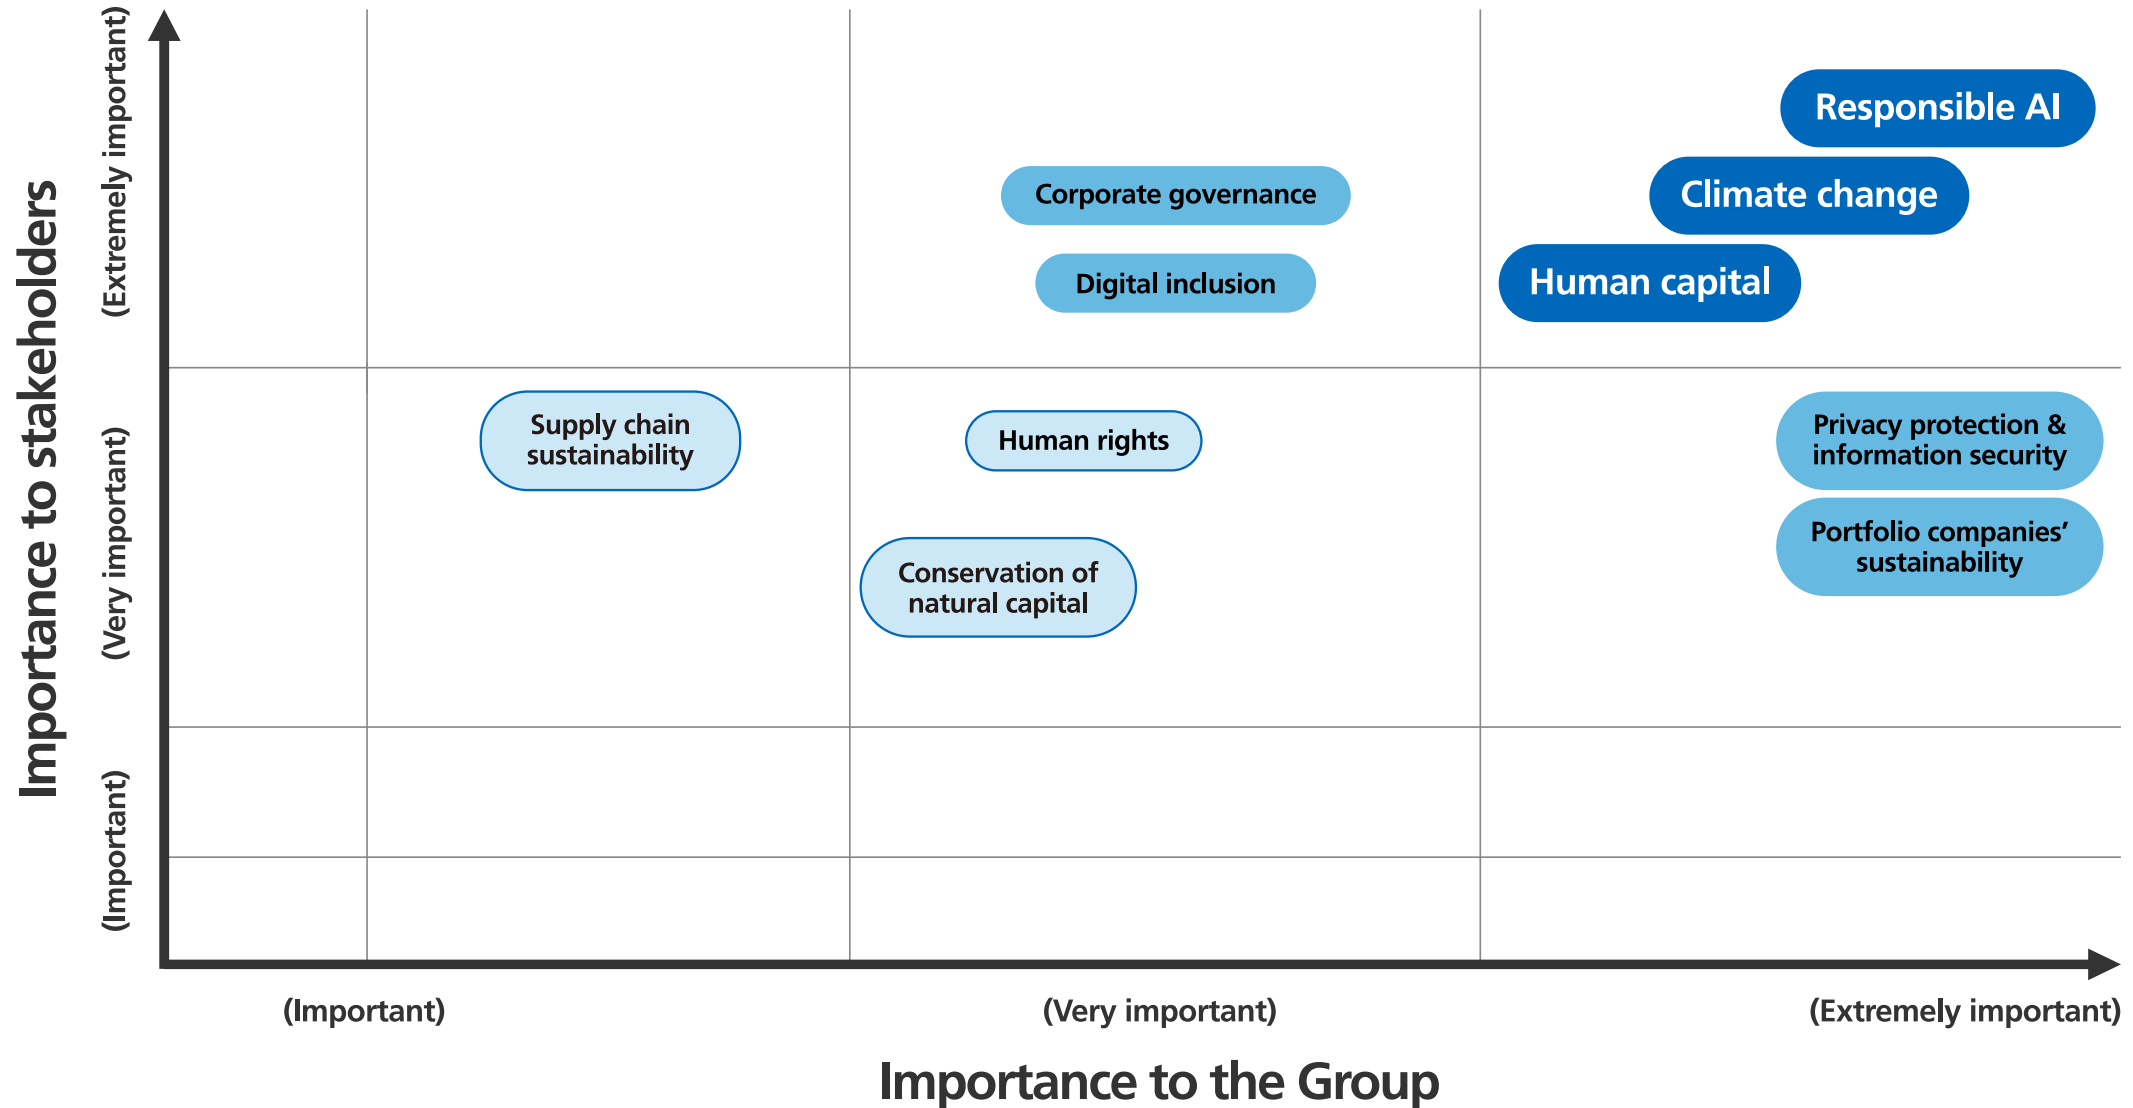 Importance to stakeholders
(Extremely important)
(Very important)
(Important)
Responsible AI
Corporate governance
Climate change
Digital inclusion
Human capital
Supply chain
sustainability
Human rights
Privacy protection &
information security
Conservation of
natural capital
Portfolio companies’
sustainability
(Important)
(Very important)
(Extremely important)
Importance to the Group